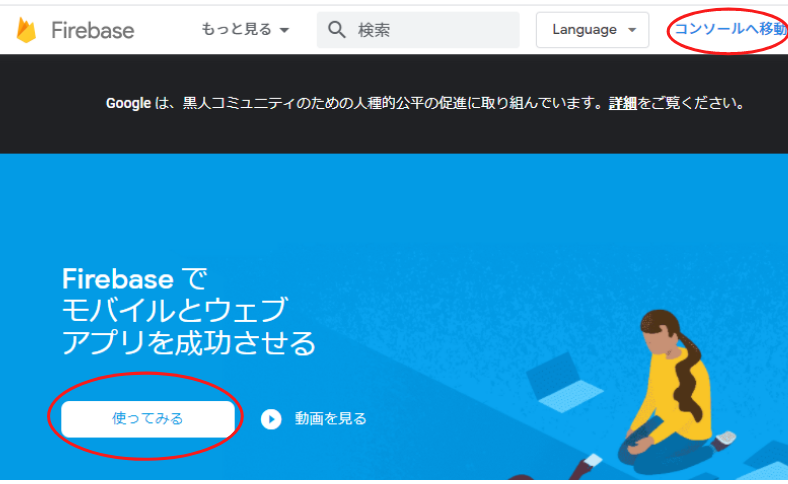 Firebase もっと見る 検索 Language コンソールへ移動
Google は、黒人コミュニティのための人種的公平の促進に取り組んでいます。詳細をご覧ください。
Firebase で
モバイルとウェブ
アプリを成功させる
使ってみる 動画を見る